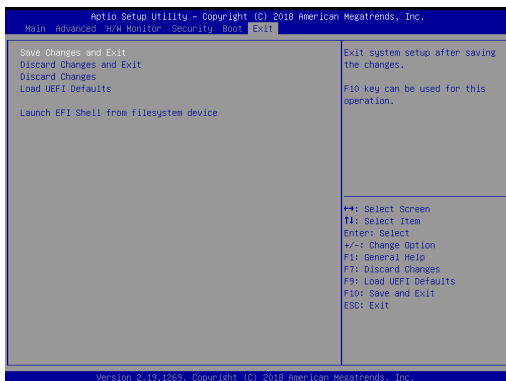 Aptio Setup Utility – Copyright (C) 2018 American Megatrends, Inc.
Main Advanced H/W Monitor Security Boot Exit
Save Changes and Exit
Discard Changes and Exit
Discard Changes
Load UEFI Defaults
Launch EFI Shell from filesystem device
Exit system setup after saving
the changes.
F10 key can be used for this
operation.
↔: Select Screen
↑↓: Select Item
Enter: Select
+/-: Change Option
F1: General Help
F7: Discard Changes
F9: Load UEFI Defaults
F10: Save and Exit
ESC: Exit
Version 2.19.1269. Copyright (C) 2018 American Megatrends, Inc.